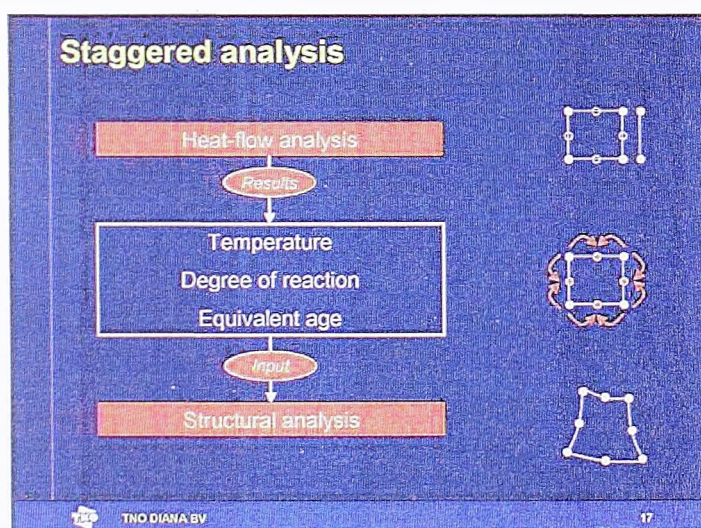 Staggered analysis
Heat-flow analysis
Results
Temperature
Degree of reaction
Equivalent age
Input
Structural analysis
TNO
TNO DIANA BV
17